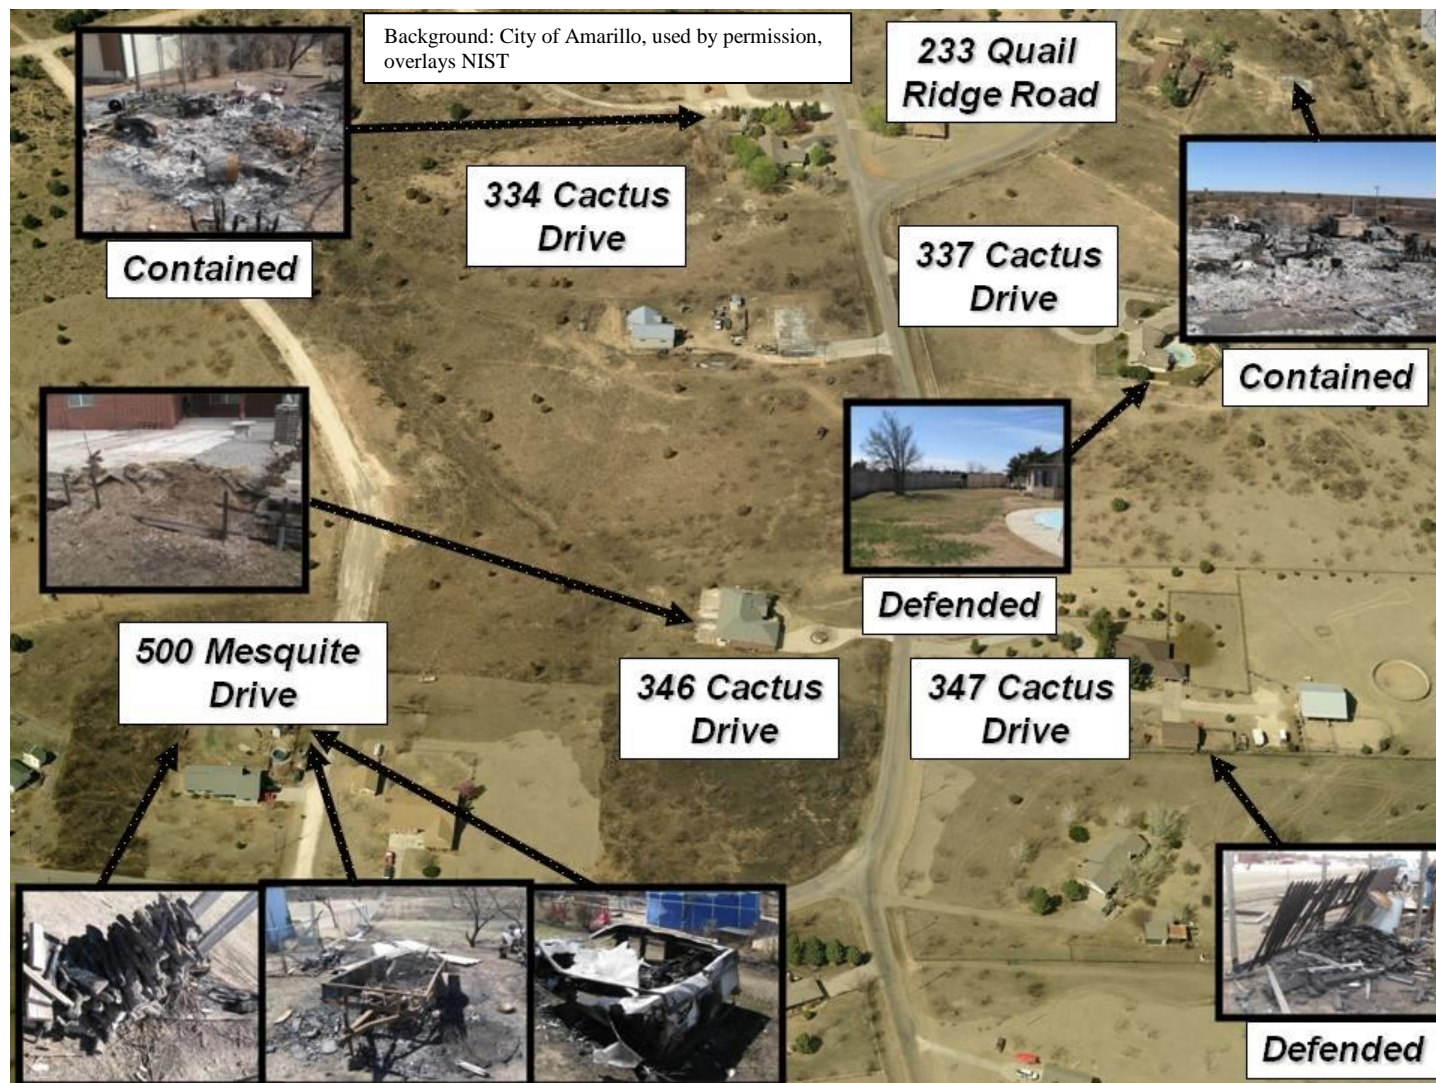 Background: City of Amarillo, used by permission,
overlays NIST
233 Quail
Ridge Road
334 Cactus
Drive
Contained
337 Cactus
Drive
Contained
Defended
500 Mesquite
Drive
346 Cactus
Drive
347 Cactus
Drive
Defended